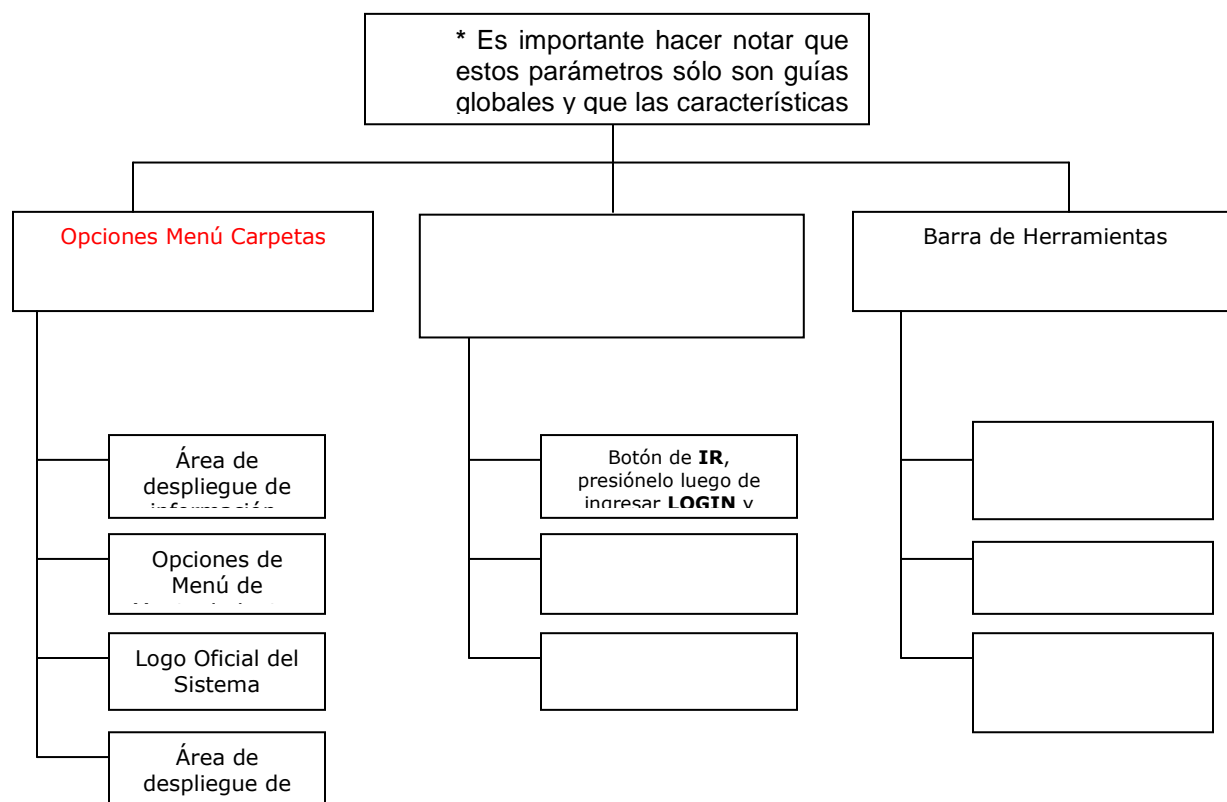 * Es importante hacer notar que
estos parámetros sólo son guías
globales y que las características
Opciones Menú Carpetas
Barra de Herramientas
Área de
despliegue de
información
Botón de IR,
presiónelo luego de
ingresar LOGIN y
Opciones de
Menú de
Logo Oficial del
Sistema
Área de
despliegue de